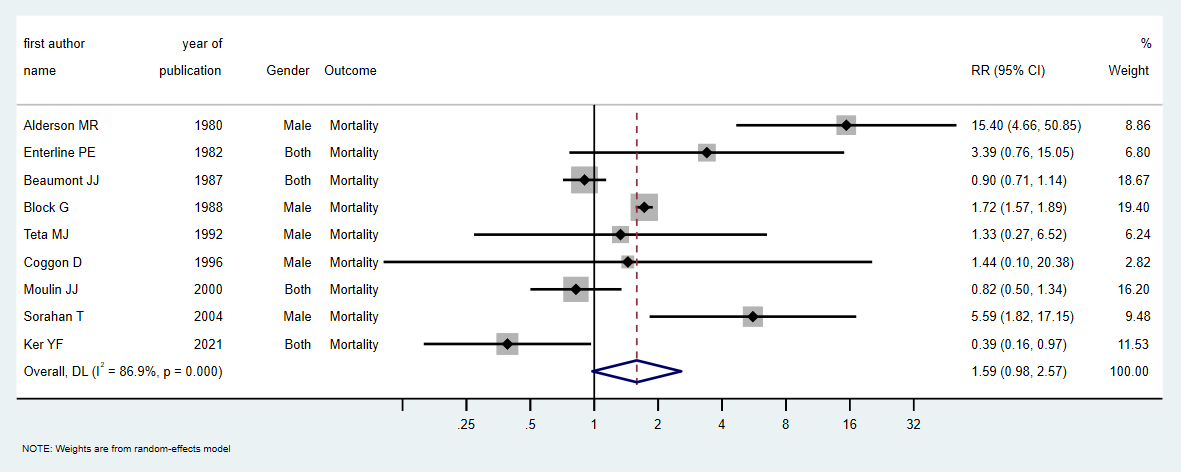 first author year of %
name publication Gender Outcome RR (95% CI) Weight
Alderson MR 1980 Male Mortality 15.40 (4.66, 50.85) 8.86
Enterline PE 1982 Both Mortality 3.39 (0.76, 15.05) 6.80
Beaumont JJ 1987 Both Mortality 0.90 (0.71, 1.14) 18.67
Block G 1988 Male Mortality 1.72 (1.57, 1.89) 19.40
Teta MJ 1992 Male Mortality 1.33 (0.27, 6.52) 6.24
Coggon D 1996 Male Mortality 1.44 (0.10, 20.38) 2.82
Moulin JJ 2000 Both Mortality 0.82 (0.50, 1.34) 16.20
Sorahan T 2004 Male Mortality 5.59 (1.82, 17.15) 9.48
Ker YF 2021 Both Mortality 0.39 (0.16, 0.97) 11.53
Overall, DL (I² = 86.9%, p = 0.000) 1.59 (0.98, 2.57) 100.00
.25 .5 1 2 4 8 16 32
NOTE: Weights are from random-effects model